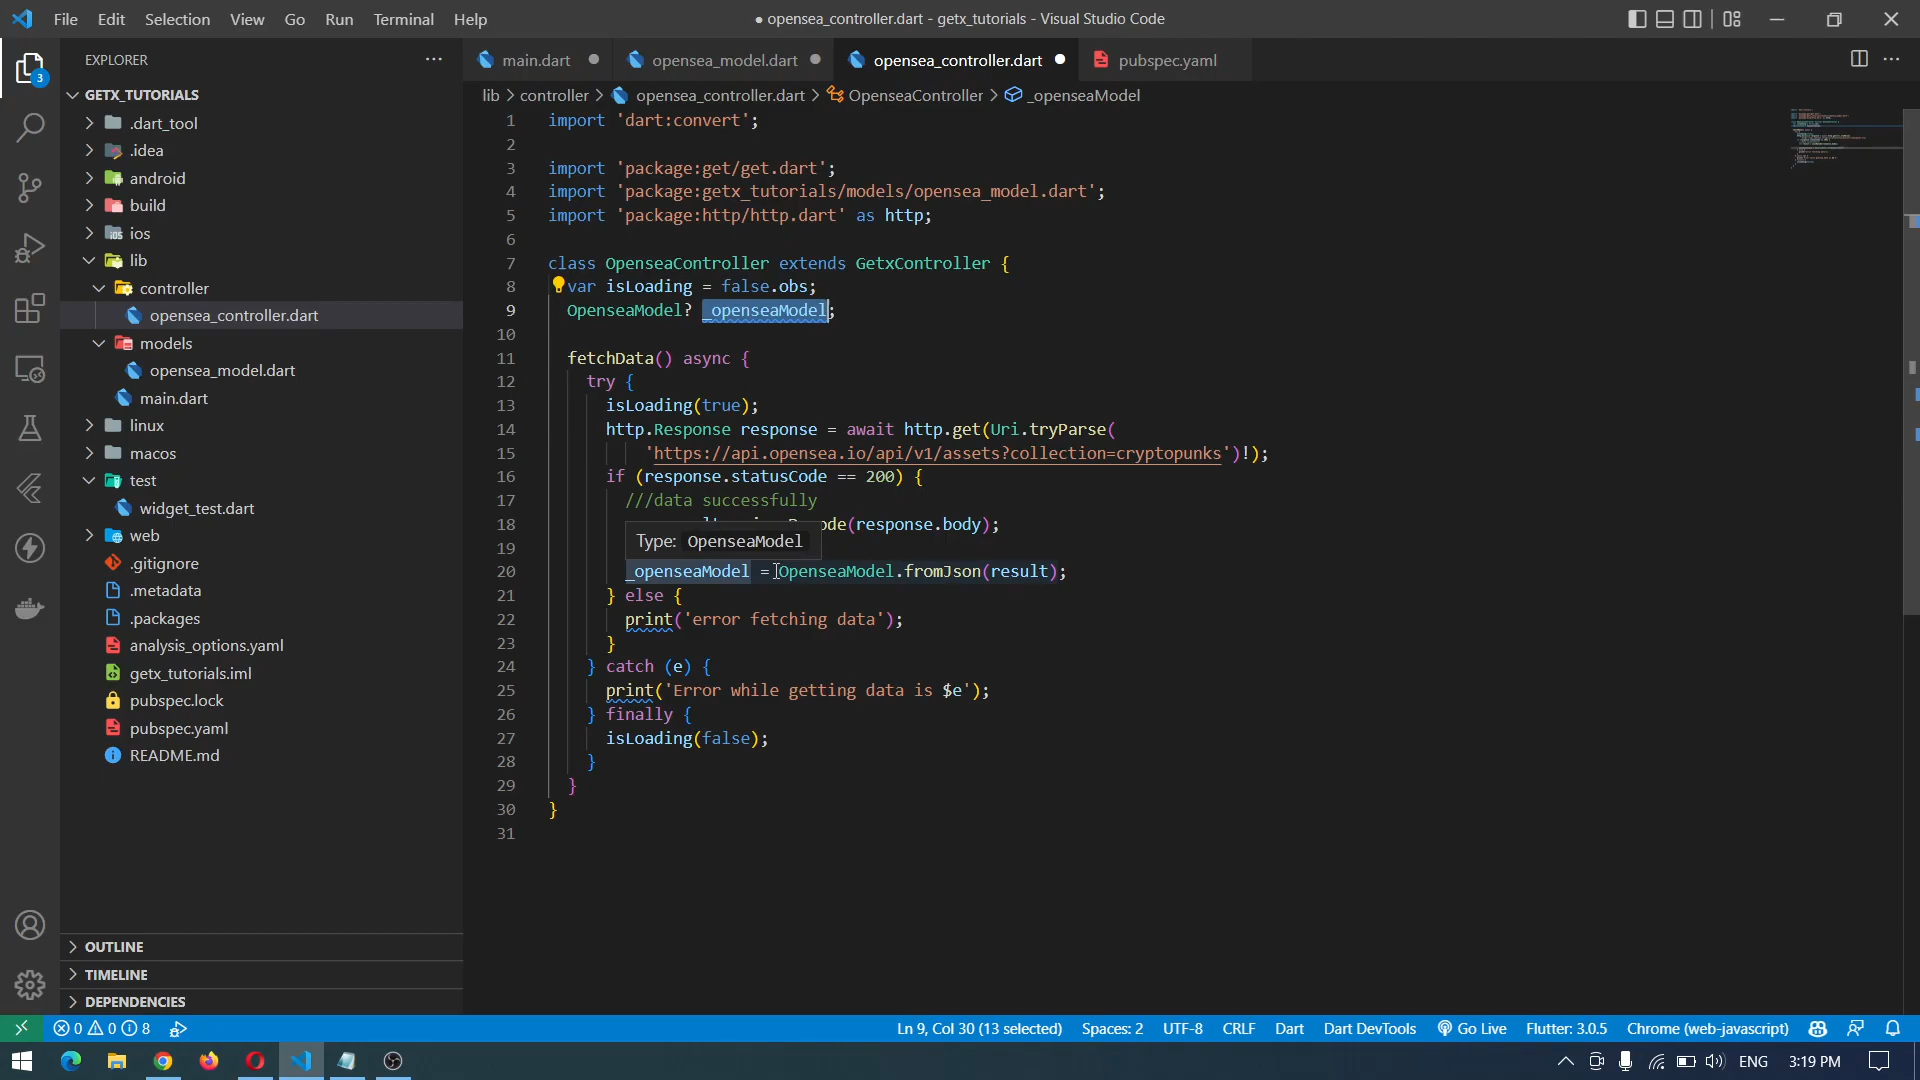 File Edit Selection View Go Run Terminal Help
● opensea_controller.dart - getx_tutorials - Visual Studio Code
EXPLORER
main.dart
opensea_model.dart
opensea_controller.dart
pubspec.yaml
lib > controller > opensea_controller.dart > OpenseaController > _openseaModel
3
GETX_TUTORIALS
.dart_tool
.idea
android
build
ios
lib
controller
opensea_controller.dart
models
opensea_model.dart
main.dart
linux
macos
test
widget_test.dart
web
.gitignore
.metadata
.packages
analysis_options.yaml
getx_tutorials.iml
pubspec.lock
pubspec.yaml
README.md
OUTLINE
TIMELINE
DEPENDENCIES
1 import 'dart:convert';
2
3 import 'package:get/get.dart';
4 import 'package:getx_tutorials/models/opensea_model.dart';
5 import 'package:http/http.dart' as http;
6
7 class OpenseaController extends GetxController {
8 var isLoading = false.obs;
9 OpenseaModel? _openseaModel;
10
11 fetchData() async {
12 try {
13 isLoading(true);
14 http.Response response = await http.get(Uri.tryParse(
15 'https://api.opensea.io/api/v1/assets?collection=cryptopunks')!);
16 if (response.statusCode == 200) {
17 ///data successfully
18 ode(response.body);
Type: OpenseaModel
19
20 _openseaModel = OpenseaModel.fromJson(result);
21 } else {
22 print('error fetching data');
23 }
24 } catch (e) {
25 print('Error while getting data is $e');
26 } finally {
27 isLoading(false);
28 }
29 }
30 }
31
0 0 8
Ln 9, Col 30 (13 selected) Spaces: 2 UTF-8 CRLF Dart Dart DevTools Go Live Flutter: 3.0.5 Chrome (web-javascript)
ENG 3:19 PM